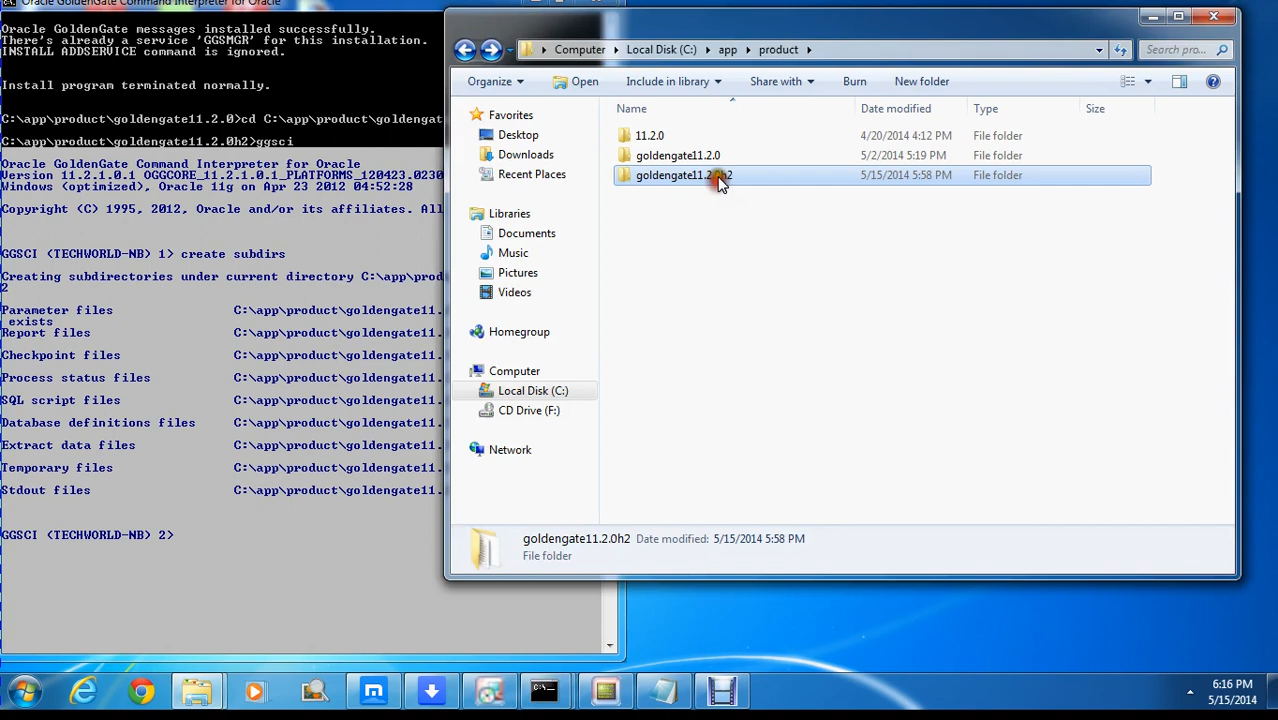 Oracle GoldenGate Command Interpreter for Oracle
Oracle GoldenGate messages installed successfully.
There's already a service 'GGSMGR' for this installation.
INSTALL ADDSERVICE command is ignored.
Install program terminated normally.
C:\app\product\goldengate11.2.0>cd C:\app\product\goldengat
C:\app\product\goldengate11.2.0h2>ggsci
Oracle GoldenGate Command Interpreter for Oracle
Version 11.2.1.0.1 OGGCORE_11.2.1.0.1_PLATFORMS_120423.0230
Windows (optimized), Oracle 11g on Apr 23 2012 04:52:28
Copyright (C) 1995, 2012, Oracle and/or its affiliates. All
GGSCI (TECHWORLD-NB) 1> create subdirs
Creating subdirectories under current directory C:\app\prod
2
Parameter files C:\app\product\goldengate11.
exists
Report files C:\app\product\goldengate11.
Checkpoint files C:\app\product\goldengate11.
Process status files C:\app\product\goldengate11.
SQL script files C:\app\product\goldengate11.
Database definitions files C:\app\product\goldengate11.
Extract data files C:\app\product\goldengate11.
Temporary files C:\app\product\goldengate11.
Stdout files C:\app\product\goldengate11.
GGSCI (TECHWORLD-NB) 2>
Computer Local Disk (C:) app product
Search pro...
Organize Open Include in library Share with Burn New folder
Name Date modified Type Size
11.2.0 4/20/2014 4:12 PM File folder
goldengate11.2.0 5/2/2014 5:19 PM File folder
goldengate11.2.0h2 5/15/2014 5:58 PM File folder
Favorites
Desktop
Downloads
Recent Places
Libraries
Documents
Music
Pictures
Videos
Homegroup
Computer
Local Disk (C:)
CD Drive (F:)
Network
goldengate11.2.0h2 Date modified: 5/15/2014 5:58 PM
File folder
6:16 PM
5/15/2014